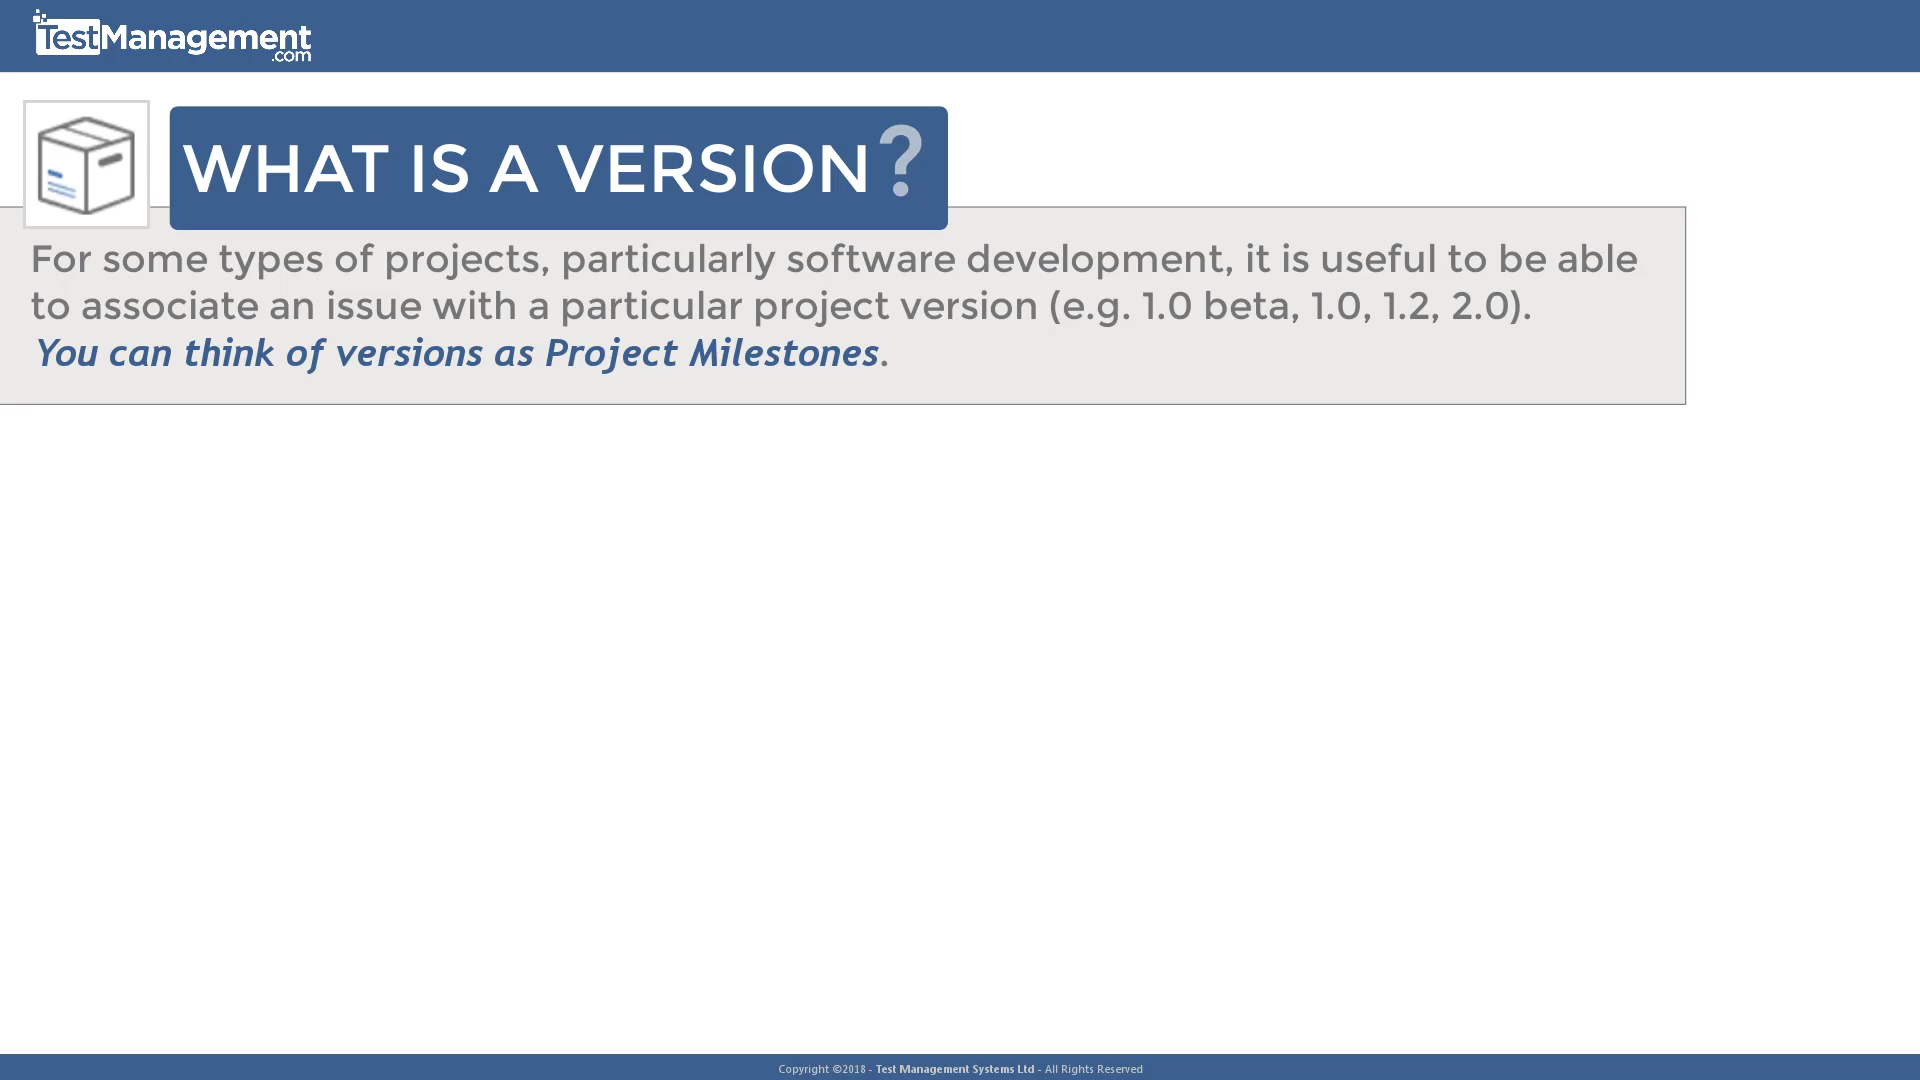 TestManagement
.com
WHAT IS A VERSION?
For some types of projects, particularly software development, it is useful to be able
to associate an issue with a particular project version (e.g. 1.0 beta, 1.0, 1.2, 2.0).
You can think of versions as Project Milestones.
Copyright ©2018 - Test Management Systems Ltd - All Rights Reserved